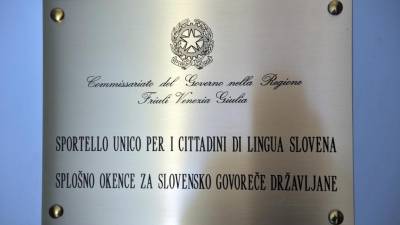 Commissariato del Governo nella Regione
Friuli Venezia Giulia
SPORTELLO UNICO PER I CITTADINI DI LINGUA SLOVENA
SPLOŠNO OKENCE ZA SLOVENSKO GOVOREČE DRŽAVLJANE